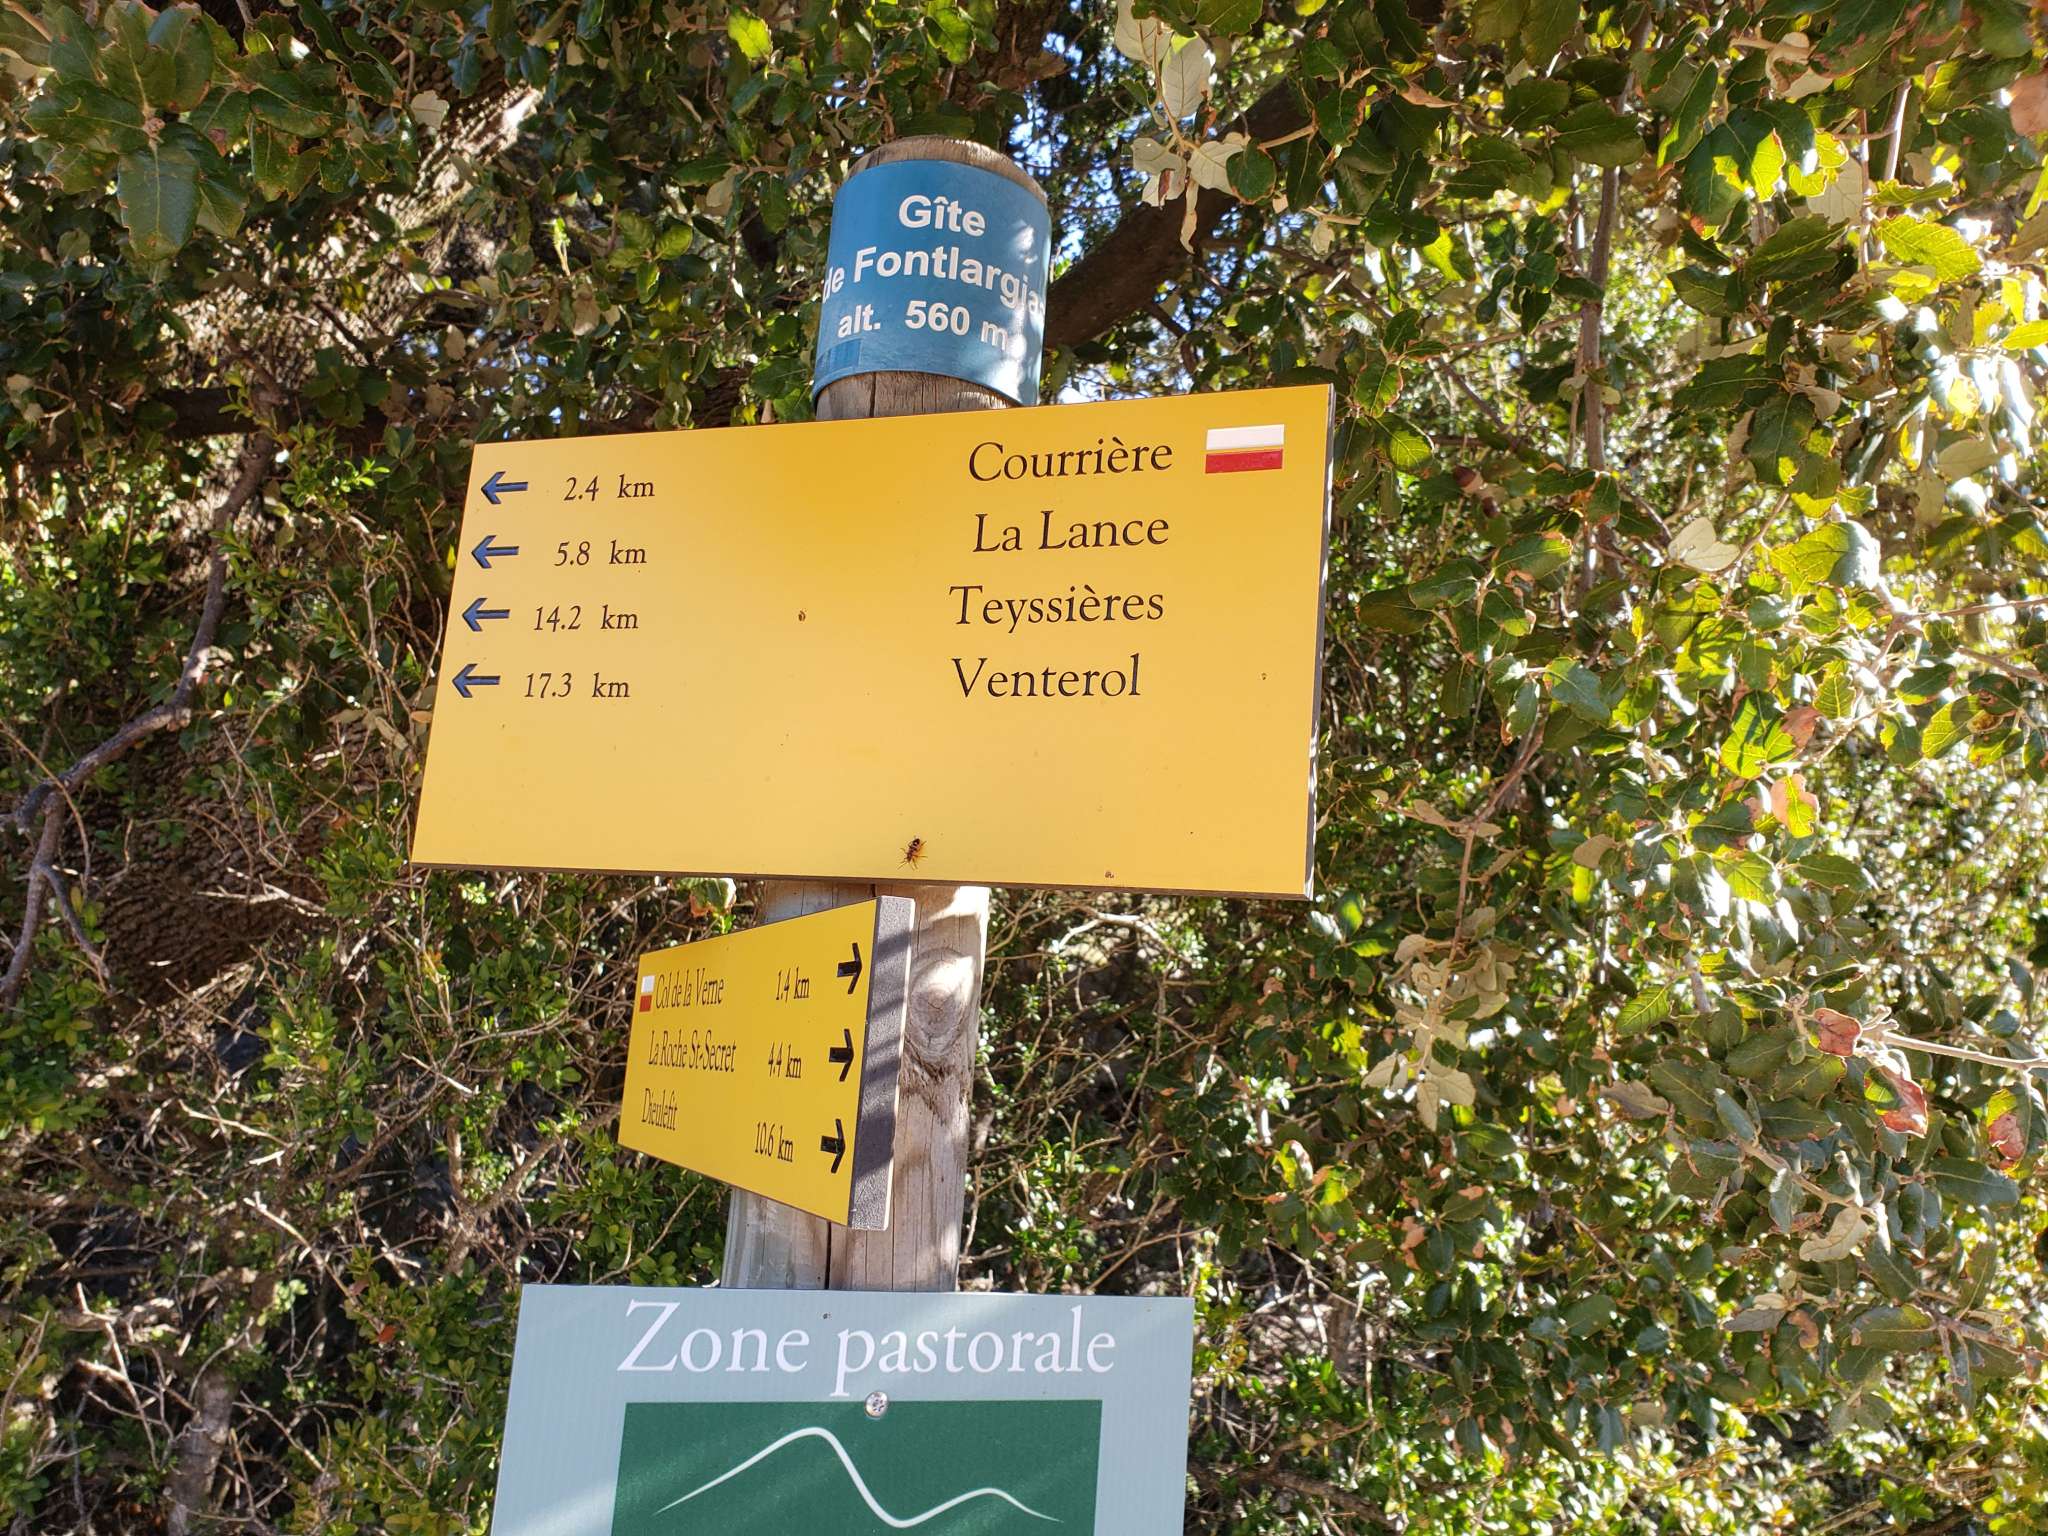 Gîte
de Fontlargias
alt. 560 m
2.4 km Courrière
5.8 km La Lance
14.2 km Teyssières
17.3 km Venterol
Col de la Verne 1.4 km
La Roche St-Secret 4.4 km
Dieulefit 10.6 km
Zone pastorale